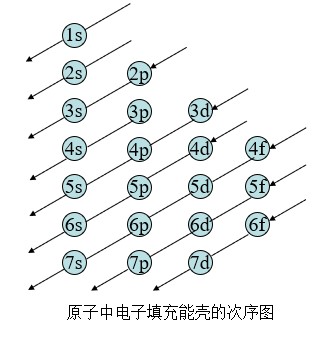 1s
2s 2p
3s 3p 3d
4s 4p 4d 4f
5s 5p 5d 5f
6s 6p 6d 6f
7s 7p 7d
原子中电子填充能壳的次序图